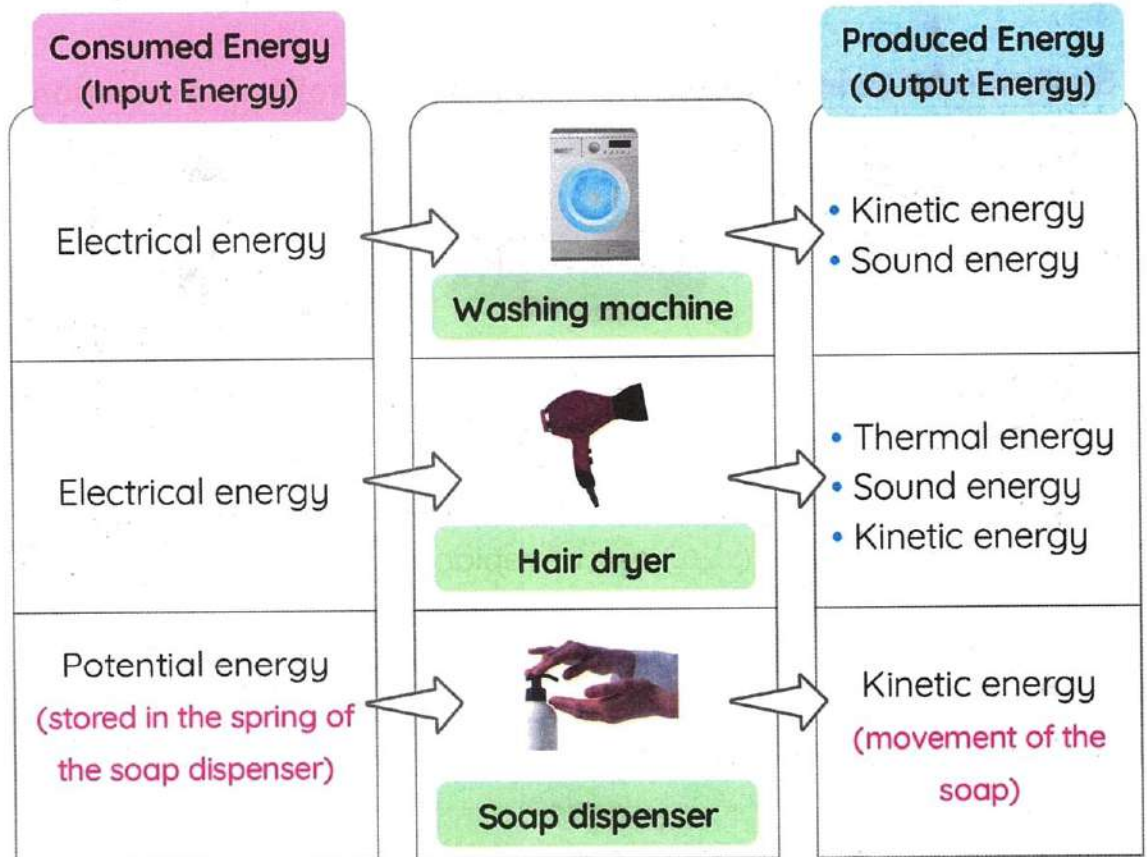 Consumed Energy
(Input Energy)
Produced Energy
(Output Energy)
Electrical energy
Washing machine
• Kinetic energy
• Sound energy
Electrical energy
Hair dryer
• Thermal energy
• Sound energy
• Kinetic energy
Potential energy
(stored in the spring of
the soap dispenser)
Soap dispenser
Kinetic energy
(movement of the
soap)